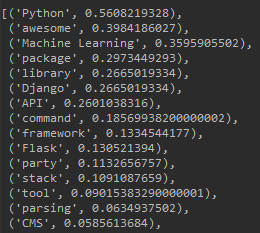 [('Python', 0.5608219328),
('awesome', 0.3984186027),
('Machine Learning', 0.3595905502),
('package', 0.2973449293),
('library', 0.2665019334),
('Django', 0.2665019334),
('API', 0.2601038316),
('command', 0.18569938200000002),
('framework', 0.1334544177),
('Flask', 0.130521394),
('party', 0.1132656757),
('stack', 0.1091087659),
('tool', 0.09015383290000001),
('parsing', 0.0634937502),
('CMS', 0.0585613684),